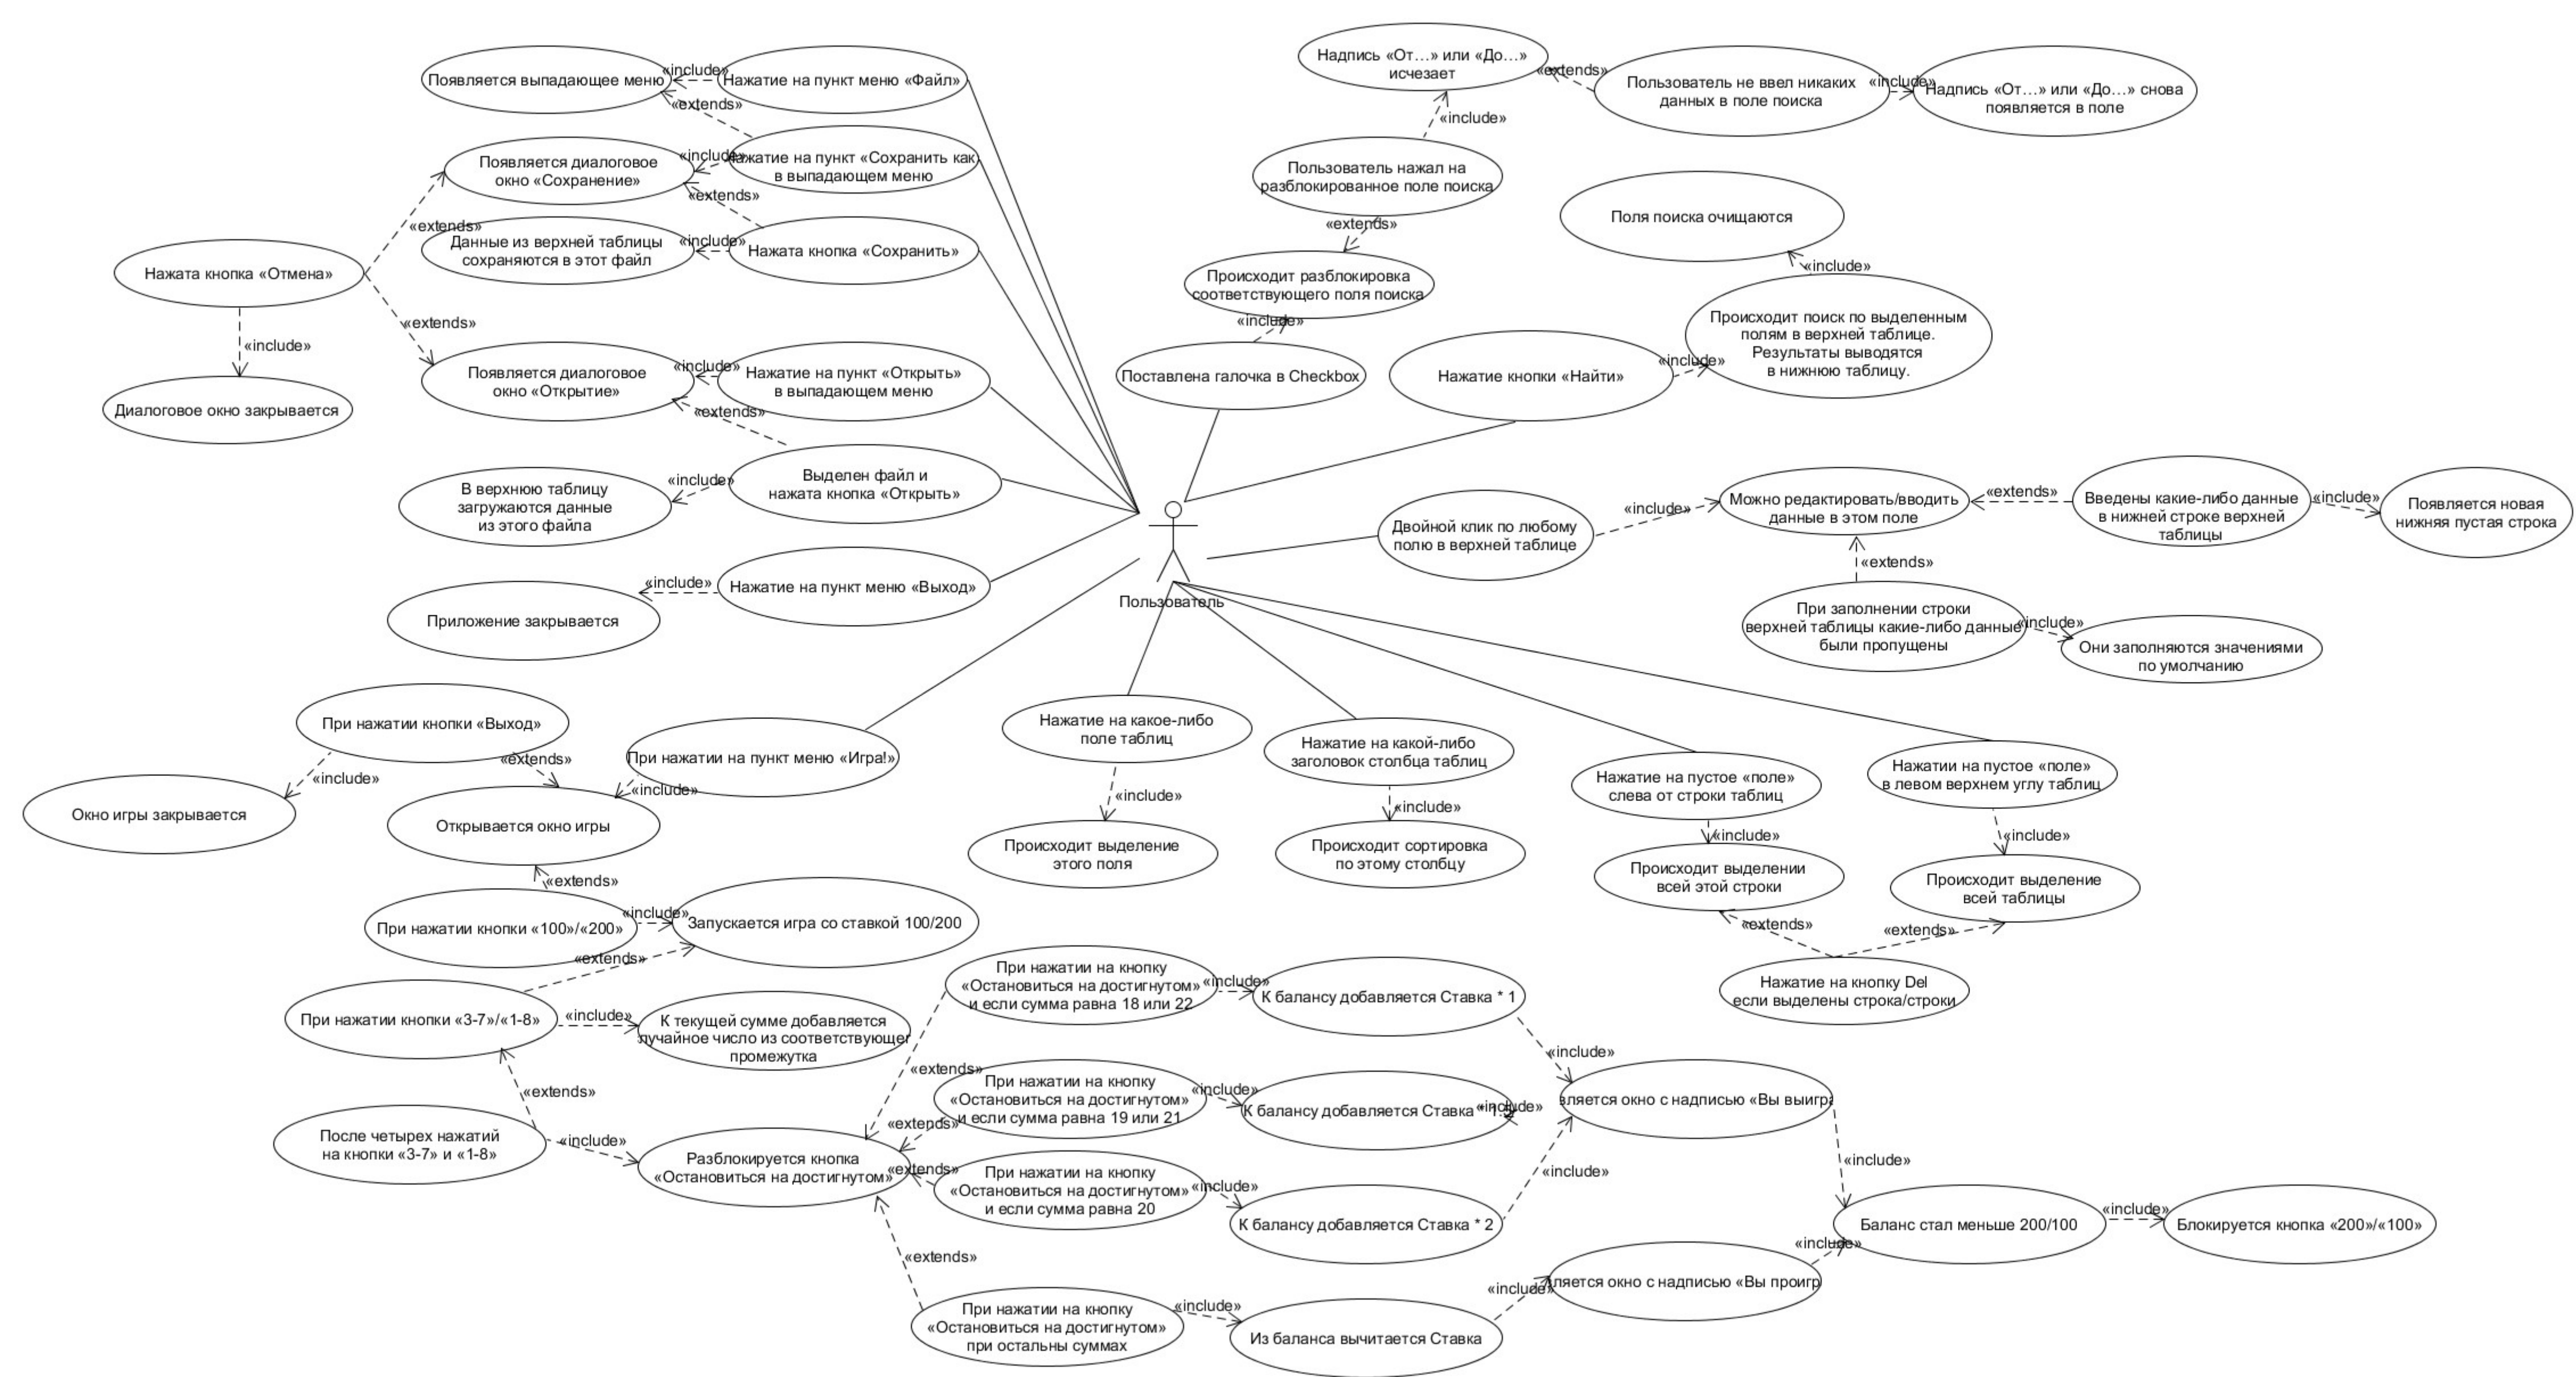 Появляется выпадающее меню
«include»
Нажатие на пункт меню «Файл»
«extends»
Появляется диалоговое
окно «Сохранение»
«include»
Нажатие на пункт «Сохранить как
в выпадающем меню
«extends»
«extends»
Данные из верхней таблицы
сохраняются в этот файл
«include»
Нажата кнопка «Сохранить»
Нажата кнопка «Отмена»
«extends»
«include»
Диалоговое окно закрывается
Появляется диалоговое
окно «Открытие»
«include»
Нажатие на пункт «Открыть»
в выпадающем меню
«extends»
В верхнюю таблицу
загружаются данные
из этого файла
«include»
Выделен файл и
нажата кнопка «Открыть»
Приложение закрывается
«include»
Нажатие на пункт меню «Выход»
Надпись «От…» или «До…»
исчезает
«extends»
Пользователь не ввел никаких
данных в поле поиска
«include»
Надпись «От…» или «До…» снова
появляется в поле
«include»
Пользователь нажал на
разблокированное поле поиска
«extends»
Происходит разблокировка
соответствующего поля поиска
«include»
Поставлена галочка в Checkbox
Поля поиска очищаются
«include»
Происходит поиск по выделенным
полям в верхней таблице.
Результаты выводятся
в нижнюю таблицу.
«include»
Нажатие кнопки «Найти»
Пользователь
Двойной клик по любому
полю в верхней таблице
«include»
Можно редактировать/вводить
данные в этом поле
«extends»
Введены какие-либо данные
в нижней строке верхней
таблицы
«include»
Появляется новая
нижняя пустая строка
«extends»
При заполнении строки
верхней таблицы какие-либо данные
были пропущены
«include»
Они заполняются значениями
по умолчанию
При нажатии кнопки «Выход»
«extends»
«include»
Окно игры закрывается
При нажатии на пункт меню «Игра!»
«include»
Открывается окно игры
«extends»
Нажатие на какое-либо
поле таблиц
«include»
Происходит выделение
этого поля
Нажатие на какой-либо
заголовок столбца таблиц
«include»
Происходит сортировка
по этому столбцу
Нажатие на пустое «поле»
слева от строки таблиц
«include»
Происходит выделении
всей этой строки
Нажатии на пустое «поле»
в левом верхнем углу таблиц
«include»
Происходит выделение
всей таблицы
«extends»
«extends»
Нажатие на кнопку Del
если выделены строка/строки
При нажатии кнопки «100»/«200»
«include»
Запускается игра со ставкой 100/200
«extends»
При нажатии кнопки «3-7»/«1-8»
«include»
К текущей сумме добавляется
лучайное число из соответствующег
промежутка
«extends»
После четырех нажатий
на кнопки «3-7» и «1-8»
«include»
Разблокируется кнопка
«Остановиться на достигнутом»
«extends»
«extends»
«extends»
«extends»
При нажатии на кнопку
«Остановиться на достигнутом»
и если сумма равна 18 или 22
«include»
К балансу добавляется Ставка * 1
«include»
При нажатии на кнопку
«Остановиться на достигнутом»
и если сумма равна 19 или 21
«include»
К балансу добавляется Ставка *
«include»
вляется окно с надписью «Вы выигра
При нажатии на кнопку
«Остановиться на достигнутом»
и если сумма равна 20
«include»
К балансу добавляется Ставка * 2
«include»
«include»
При нажатии на кнопку
«Остановиться на достигнутом»
при остальны суммах
«include»
Из баланса вычитается Ставка
«include»
ляется окно с надписью «Вы проигр
«include»
Баланс стал меньше 200/100
«include»
Блокируется кнопка «200»/«100»